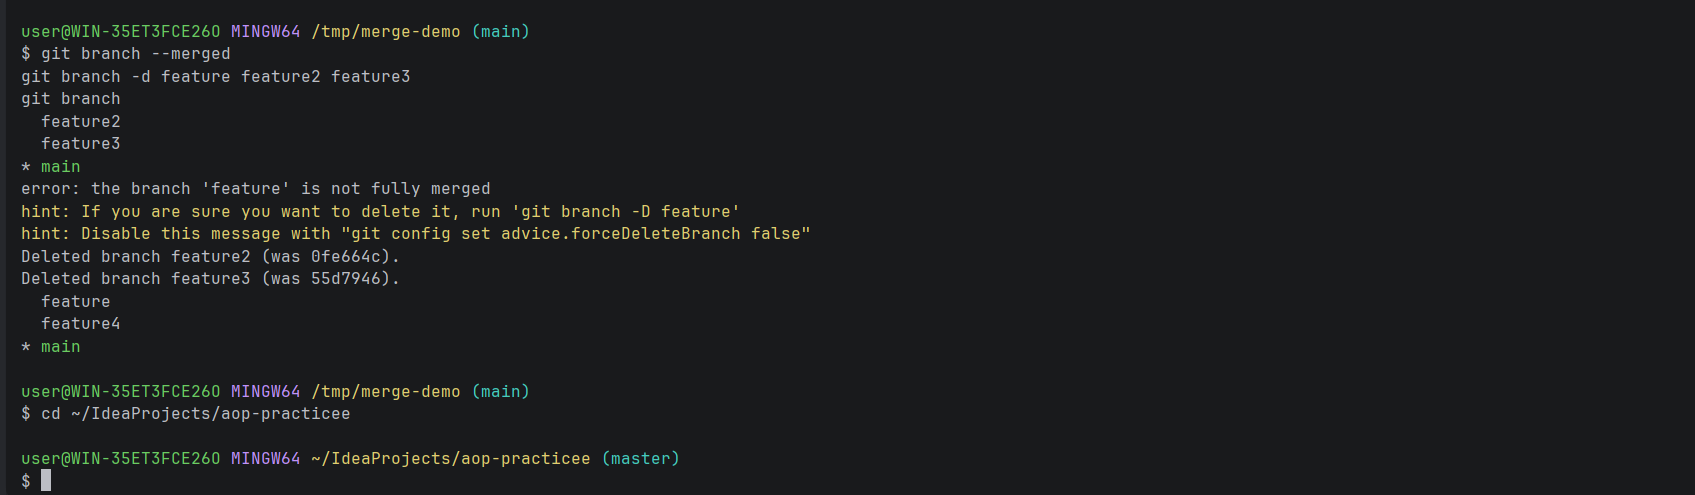 user@WIN-35ET3FCE26O MINGW64 /tmp/merge-demo (main)
$ git branch --merged
git branch -d feature feature2 feature3
git branch
  feature2
  feature3
* main
error: the branch 'feature' is not fully merged
hint: If you are sure you want to delete it, run 'git branch -D feature'
hint: Disable this message with "git config set advice.forceDeleteBranch false"
Deleted branch feature2 (was 0fe664c).
Deleted branch feature3 (was 55d7946).
  feature
  feature4
* main
user@WIN-35ET3FCE26O MINGW64 /tmp/merge-demo (main)
$ cd ~/IdeaProjects/aop-practicee
user@WIN-35ET3FCE26O MINGW64 ~/IdeaProjects/aop-practicee (master)
$